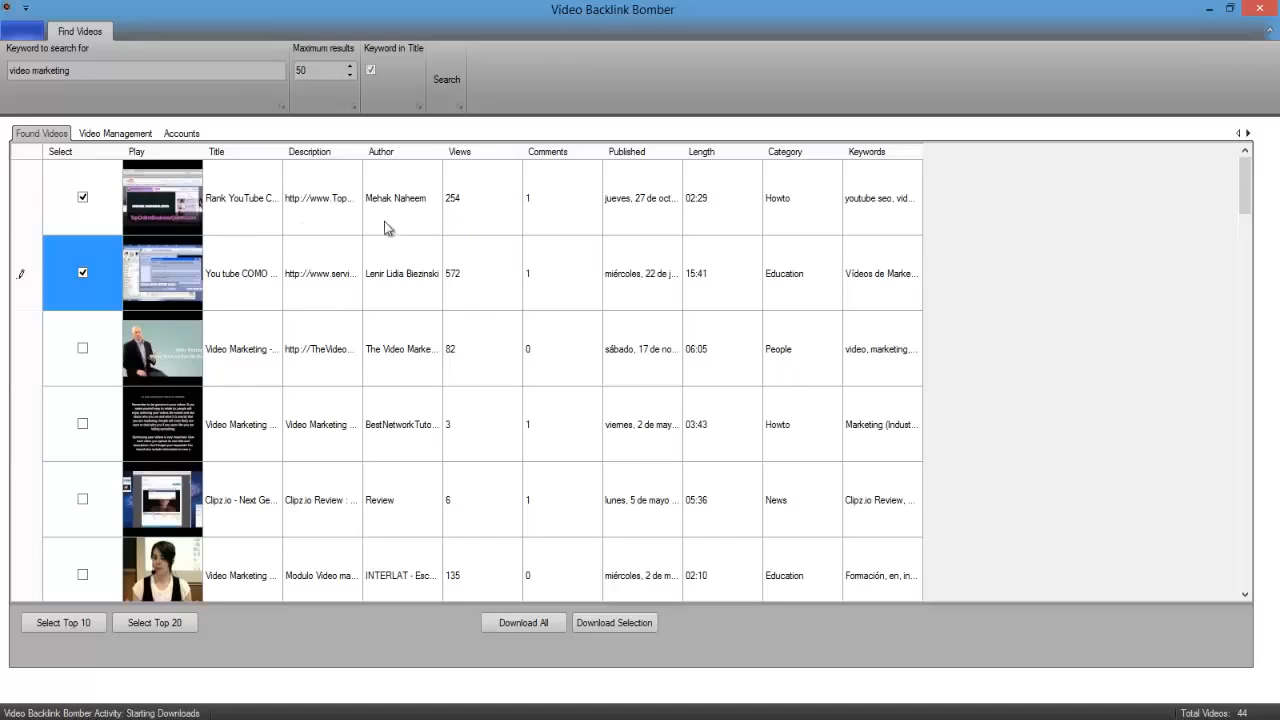 Video Backlink Bomber
Find Videos
Keyword to search for
Maximum results
Keyword in Title
video marketing
50
Search
Found Videos
Video Management
Accounts
Select Play Title Description Author Views Comments Published Length Category Keywords
Rank YouTube C... http://www.Top... Mehak Naheem 254 1 jueves, 27 de oct... 02:29 Howto youtube seo, vid...
You tube COMO ... http://www.servi... Lenir Lidia Biezinski 572 1 miércoles, 22 de j... 15:41 Education Vídeos de Marke...
Video Marketing -... http://TheVideo... The Video Marke... 82 0 sábado, 17 de no... 06:05 People video, marketing,...
Video Marketing ... Video Marketing ... BestNetworkTuto... 3 1 viernes, 2 de may... 03:43 Howto Marketing (Indust...
Clipz.io - Next Ge... Clipz.io Review : ... Review 6 1 lunes, 5 de mayo ... 05:36 News Clipz.io Review, ...
Video Marketing ... Modulo Video ma... INTERLAT - Esc... 135 0 miércoles, 2 de m... 02:10 Education Formación, en, in...
Select Top 10
Select Top 20
Download All
Download Selection
Video Backlink Bomber Activity: Starting Downloads
Total Videos: 44